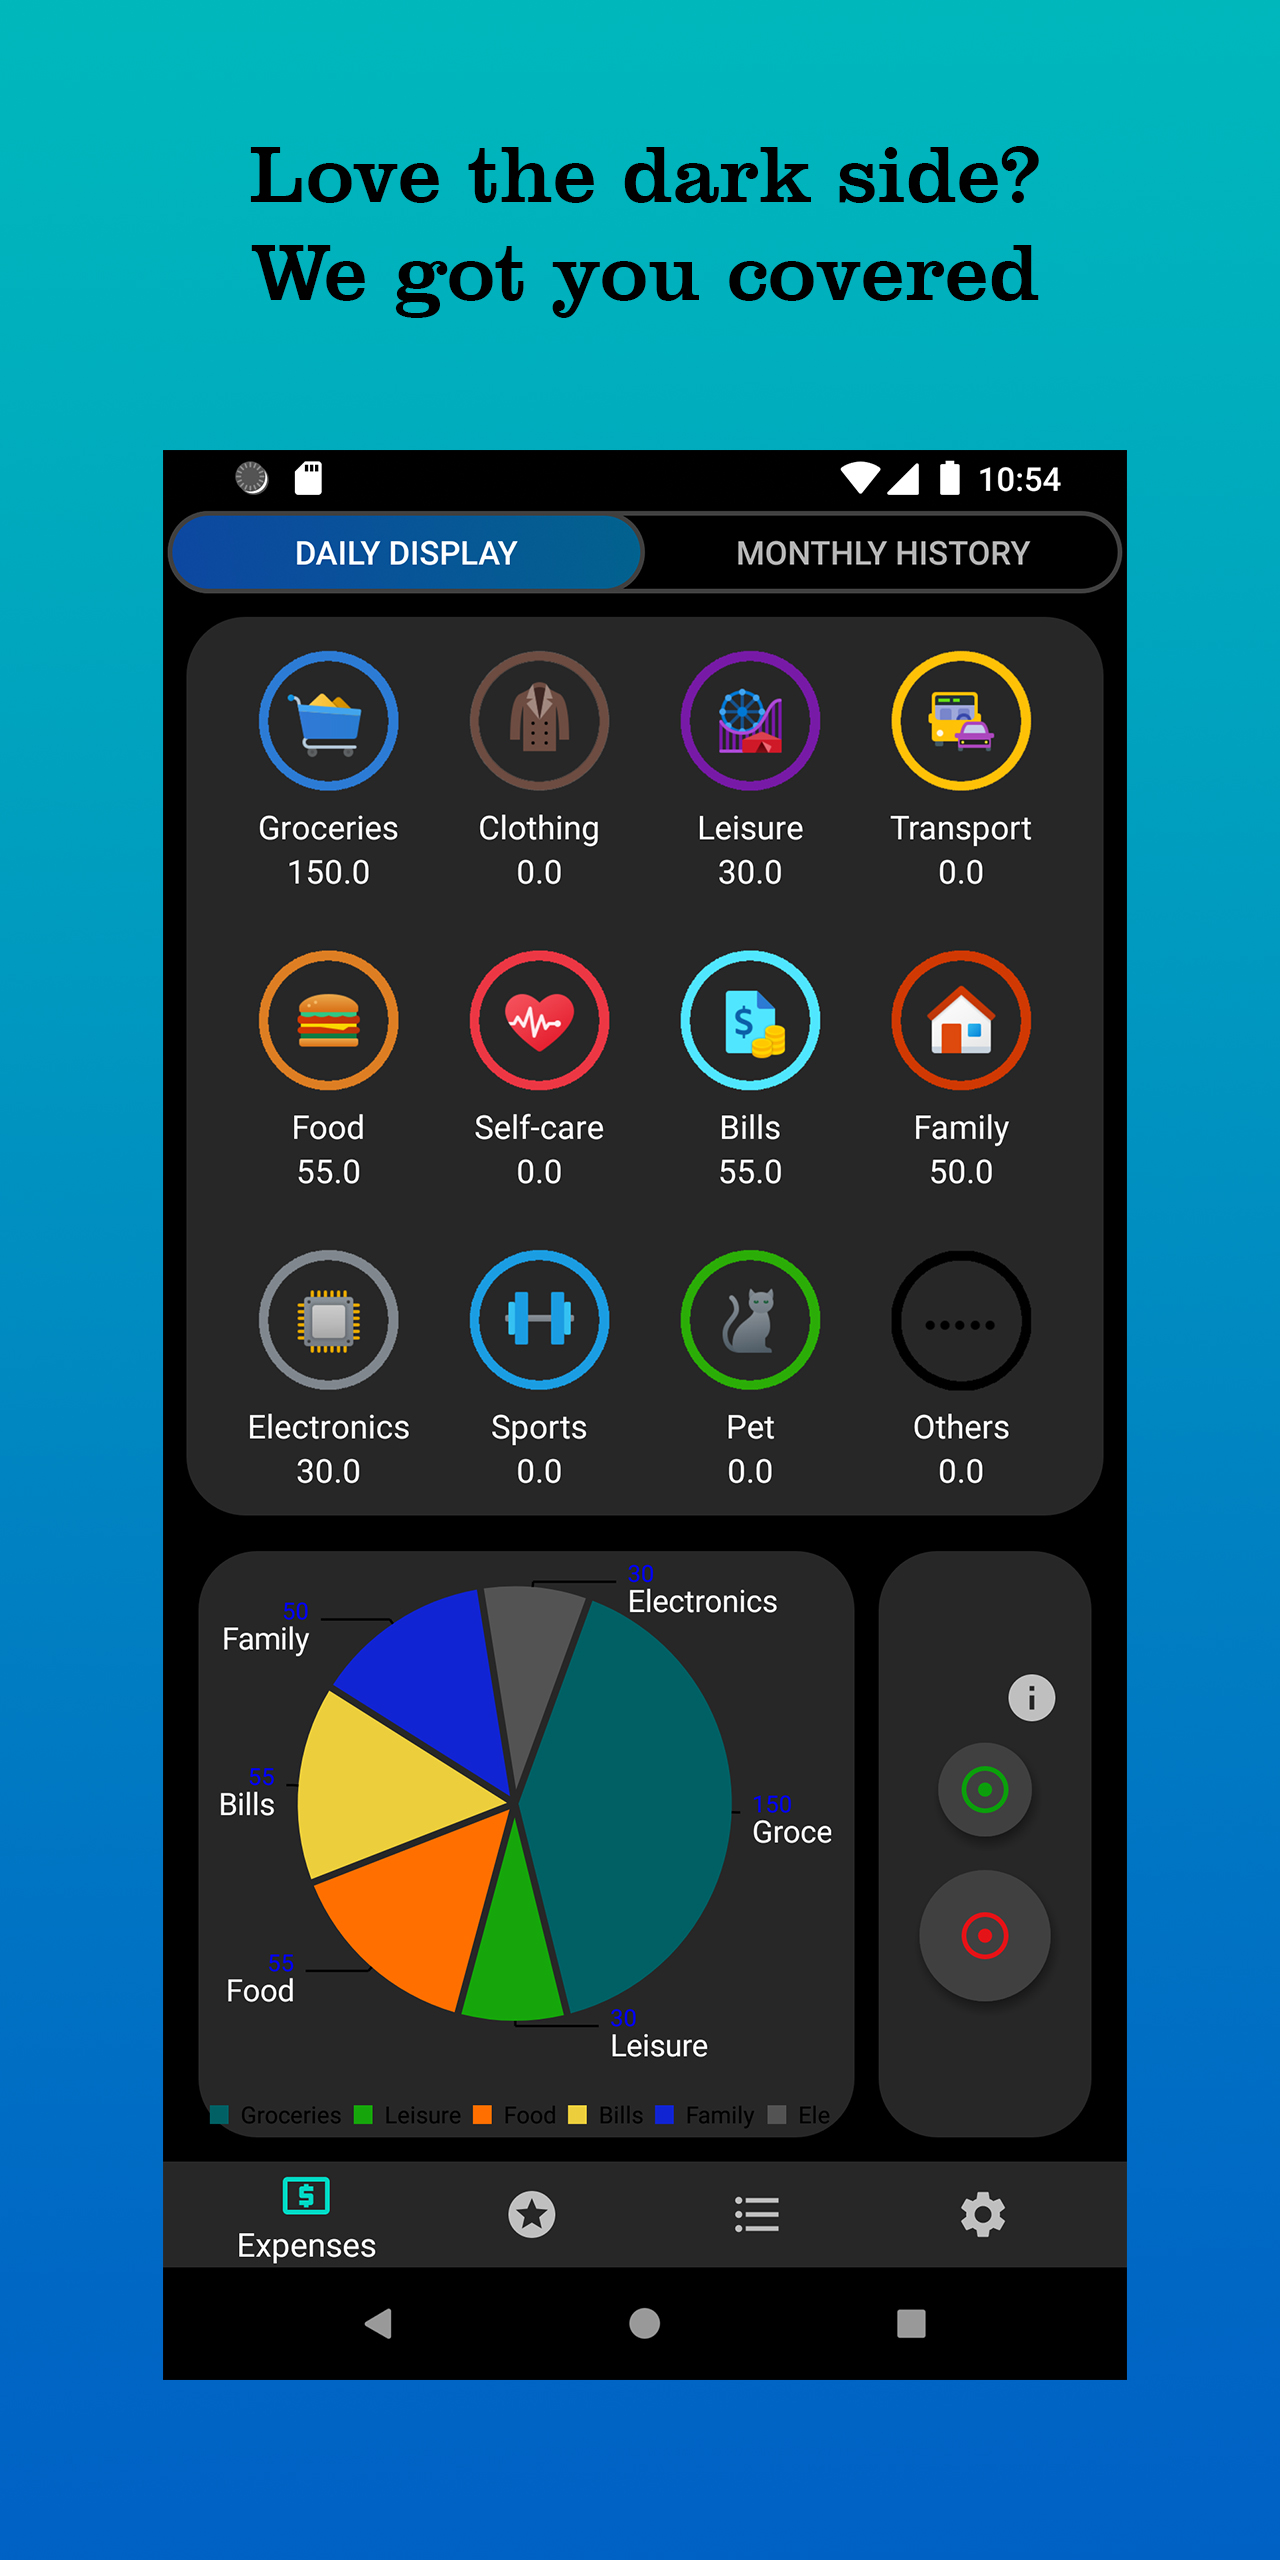 Love the dark side?
We got you covered
10:54
DAILY DISPLAY MONTHLY HISTORY
Groceries Clothing Leisure Transport
150.0 0.0 30.0 0.0
$
Food Self-care Bills Family
55.0 0.0 55.0 50.0
Electronics Sports Pet Others
30.0 0.0 0.0 0.0
30
Electronics
50
Family
55
Bills
150
Groce
55
Food
30
Leisure
Groceries Leisure Food Bills Family Ele
$
Expenses